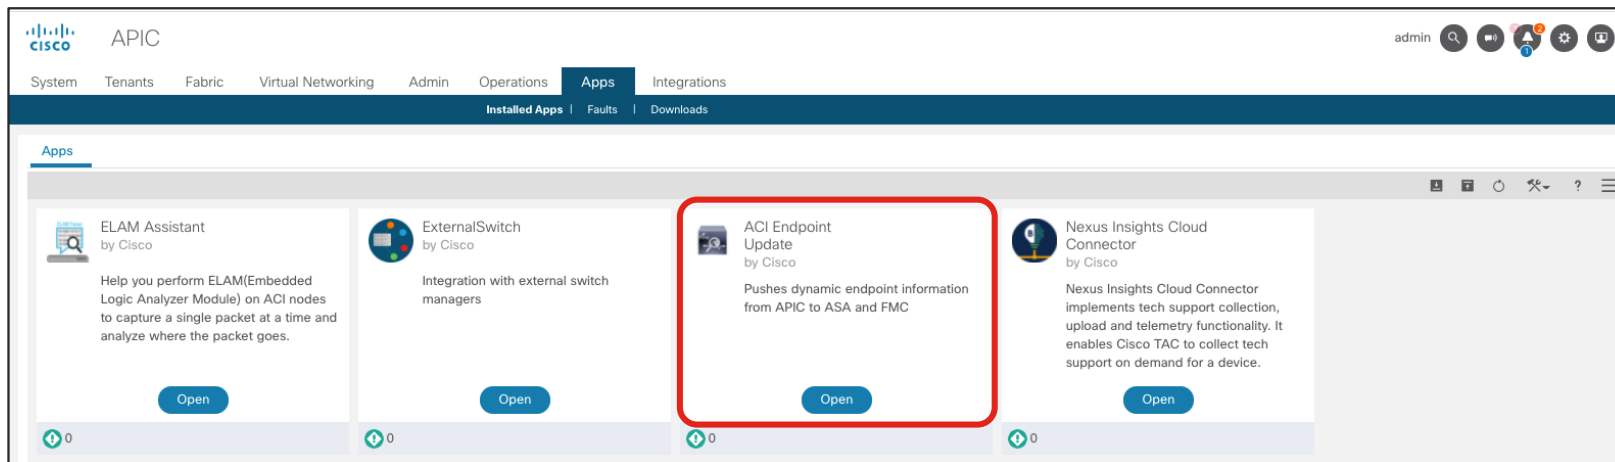 CISCO
APIC
admin
2
1
System Tenants Fabric Virtual Networking Admin Operations Apps Integrations
Installed Apps | Faults | Downloads
Apps
?
ELAM Assistant
by Cisco
Help you perform ELAM(Embedded
Logic Analyzer Module) on ACI nodes
to capture a single packet at a time and
analyze where the packet goes.
Open
0
ExternalSwitch
by Cisco
Integration with external switch
managers
Open
0
ACI Endpoint
Update
by Cisco
Pushes dynamic endpoint information
from APIC to ASA and FMC
Open
0
Nexus Insights Cloud
Connector
by Cisco
Nexus Insights Cloud Connector
implements tech support collection,
upload and telemetry functionality. It
enables Cisco TAC to collect tech
support on demand for a device.
Open
0